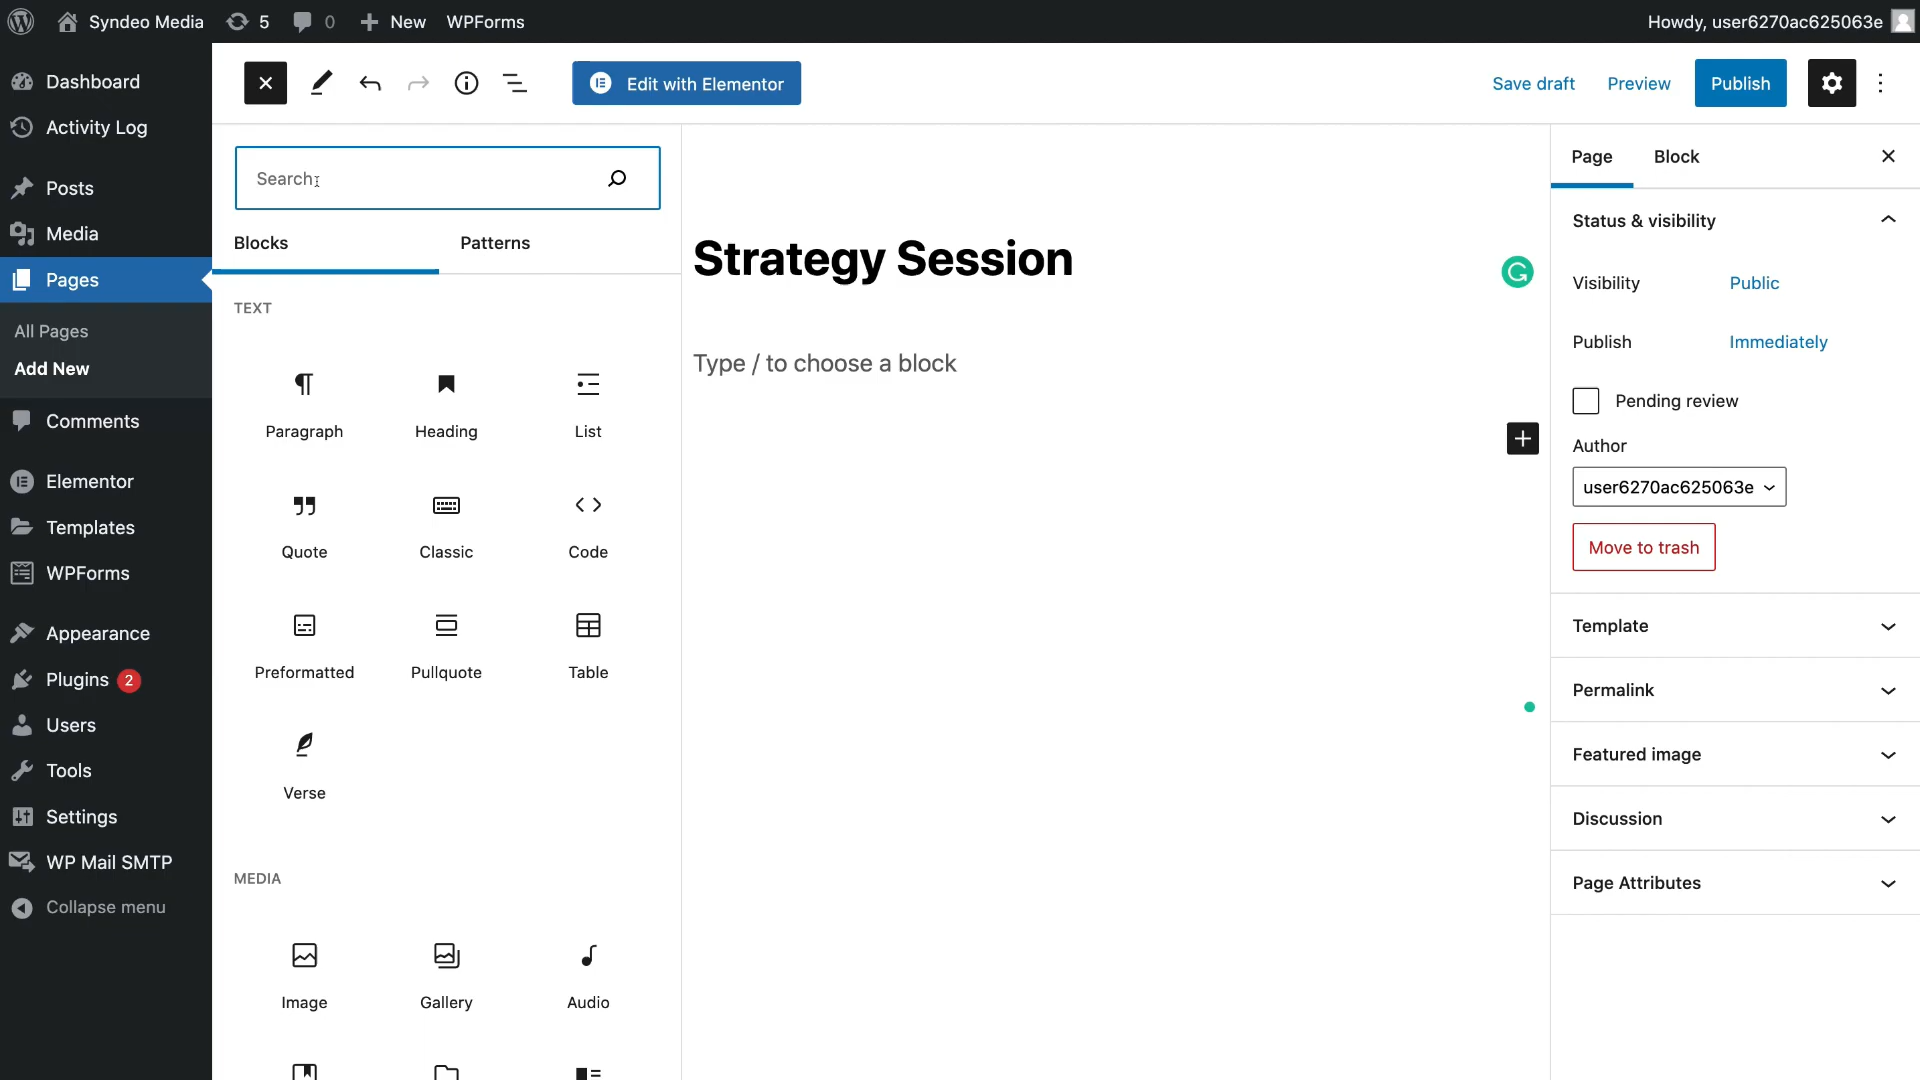 Syndeo Media 5 0 New WPForms Howdy, user6270ac625063e
Dashboard
Activity Log
Posts
Media
Pages
All Pages
Add New
Comments
Elementor
Templates
WPForms
Appearance
Plugins 2
Users
Tools
Settings
WP Mail SMTP
Collapse menu
Edit with Elementor
Save draft Preview Publish
Search
Blocks Patterns
TEXT
Paragraph Heading List
Quote Classic Code
Preformatted Pullquote Table
Verse
MEDIA
Image Gallery Audio
Strategy Session
Type / to choose a block
Page Block
Status & visibility
Visibility Public
Publish Immediately
Pending review
Author
user6270ac625063e
Move to trash
Template
Permalink
Featured image
Discussion
Page Attributes